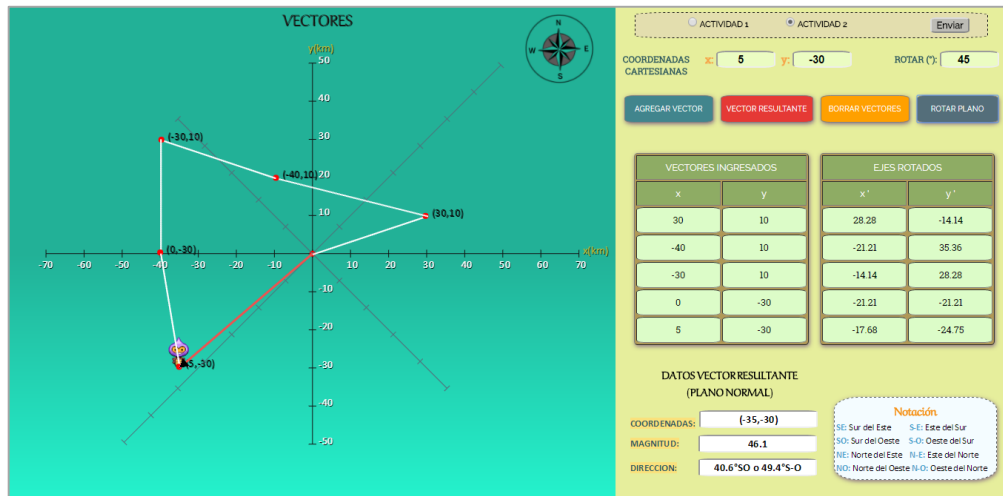 VECTORES
N
W
E
S
y(km)
50
40
30
20
10
-10
-20
-30
-40
-50
x(km)
-70 -60 -50 -40 -30 -20 -10 10 20 30 40 50 60 70
(-30,10)
(-40,10)
(30,10)
(0,-30)
(5,-30)
ACTIVIDAD 1
ACTIVIDAD 2
Enviar
COORDENADAS
CARTESIANAS
x: 5 y: -30
ROTAR (°): 45
AGREGAR VECTOR
VECTOR RESULTANTE
BORRAR VECTORES
ROTAR PLANO
VECTORES INGRESADOS
x y
30 10
-40 10
-30 10
0 -30
5 -30
EJES ROTADOS
x ' y '
28.28 -14.14
-21.21 35.36
-14.14 28.28
-21.21 -21.21
-17.68 -24.75
DATOS VECTOR RESULTANTE
(PLANO NORMAL)
COORDENADAS: (-35,-30)
MAGNITUD: 46.1
DIRECCION: 40.6°SO o 49.4°S-O
Notación
SE: Sur del Este S-E: Este del Sur
SO: Sur del Oeste S-O: Oeste del Sur
NE: Norte del Este N-E: Este del Norte
NO: Norte del Oeste N-O: Oeste del Norte